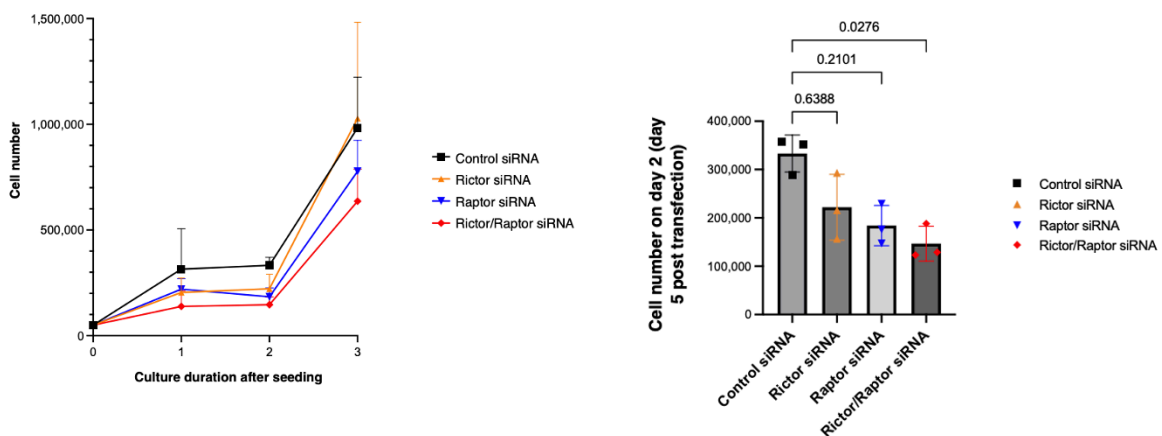 1,500,000
1,000,000
500,000
0
Cell number
0
1
2
3
Culture duration after seeding
Control siRNA
Rictor siRNA
Raptor siRNA
Rictor/Raptor siRNA
0.0276
0.2101
0.6388
400,000
300,000
200,000
100,000
0
Cell number on day 2 (day
5 post transfection)
Control siRNA
Rictor siRNA
Raptor siRNA
Rictor/Raptor siRNA
Control siRNA
Rictor siRNA
Raptor siRNA
Rictor/Raptor siRNA